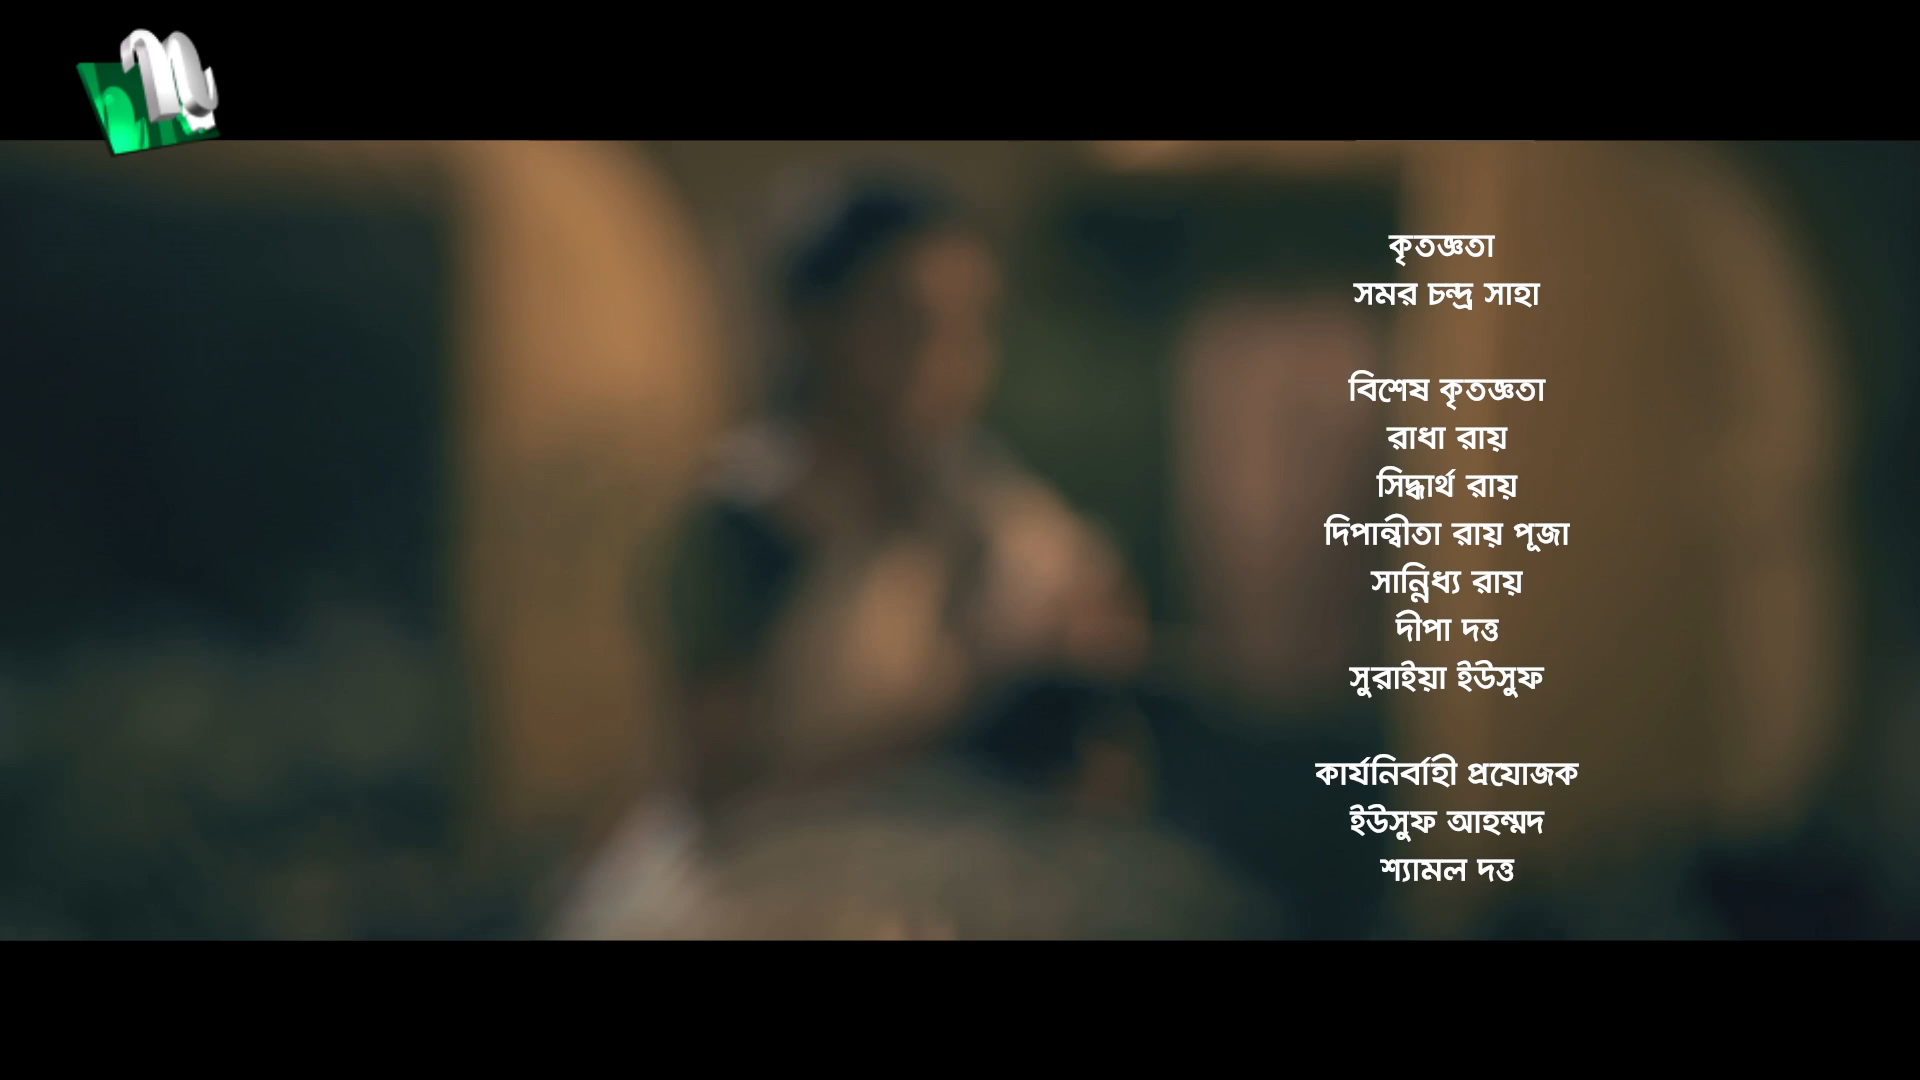 কৃতজ্ঞতা
সমর চন্দ্র সাহা
বিশেষ কৃতজ্ঞতা
রাধা রায়
সিদ্ধার্থ রায়
দিপান্বীতা রায় পূজা
সান্নিধ্য রায়
দীপা দত্ত
সুরাইয়া ইউসুফ
কার্যনির্বাহী প্রযোজক
ইউসুফ আহম্মদ
শ্যামল দত্ত